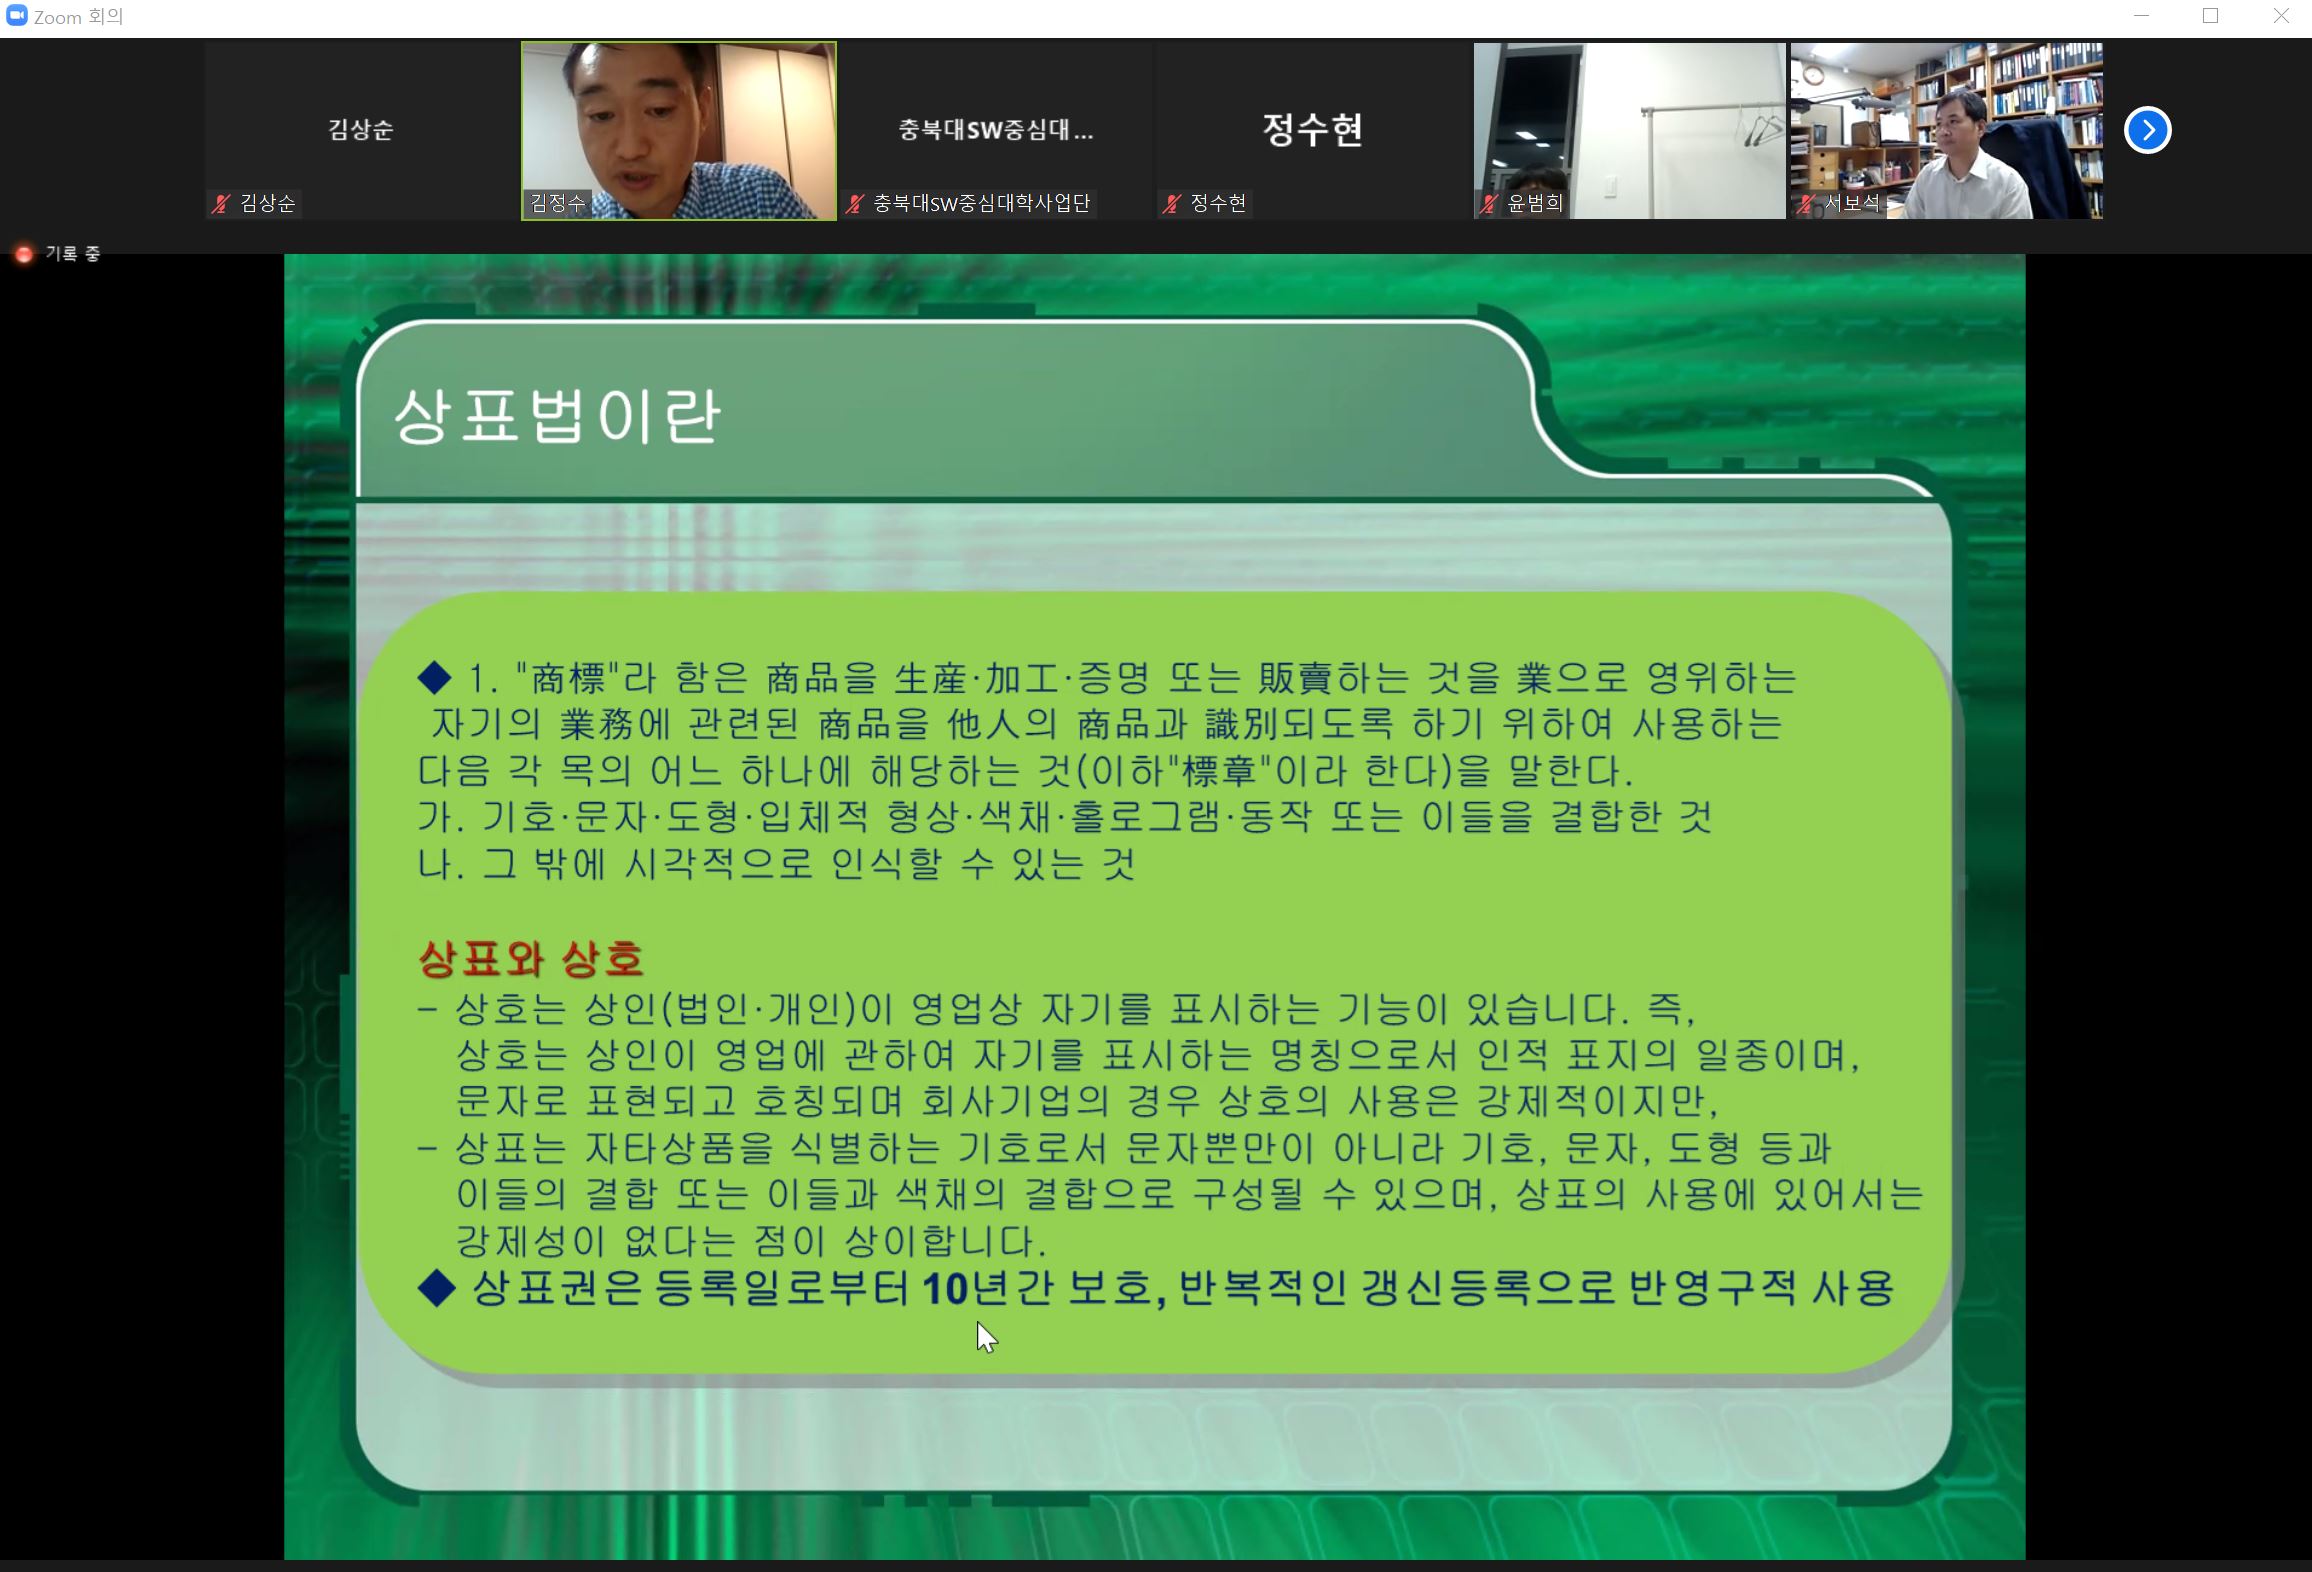 Zoom 회의
김상순
김상순
김정수
충북대SW중심대...
충북대SW중심대학사업단
정수현
정수현
윤범희
서보석
기록 중
상표법이란
◆ 1. "商標"라 함은 商品을 生産·加工·증명 또는 販賣하는 것을 業으로 영위하는
자기의 業務에 관련된 商品을 他人의 商品과 識別되도록 하기 위하여 사용하는
다음 각 목의 어느 하나에 해당하는 것(이하"標章"이라 한다)을 말한다.
가. 기호·문자·도형·입체적 형상·색채·홀로그램·동작 또는 이들을 결합한 것
나. 그 밖에 시각적으로 인식할 수 있는 것
상표와 상호
- 상호는 상인(법인·개인)이 영업상 자기를 표시하는 기능이 있습니다. 즉,
상호는 상인이 영업에 관하여 자기를 표시하는 명칭으로서 인적 표지의 일종이며,
문자로 표현되고 호칭되며 회사기업의 경우 상호의 사용은 강제적이지만,
- 상표는 자타상품을 식별하는 기호로서 문자뿐만이 아니라 기호, 문자, 도형 등과
이들의 결합 또는 이들과 색채의 결합으로 구성될 수 있으며, 상표의 사용에 있어서는
강제성이 없다는 점이 상이합니다.
◆ 상표권은 등록일로부터 10년간 보호, 반복적인 갱신등록으로 반영구적 사용